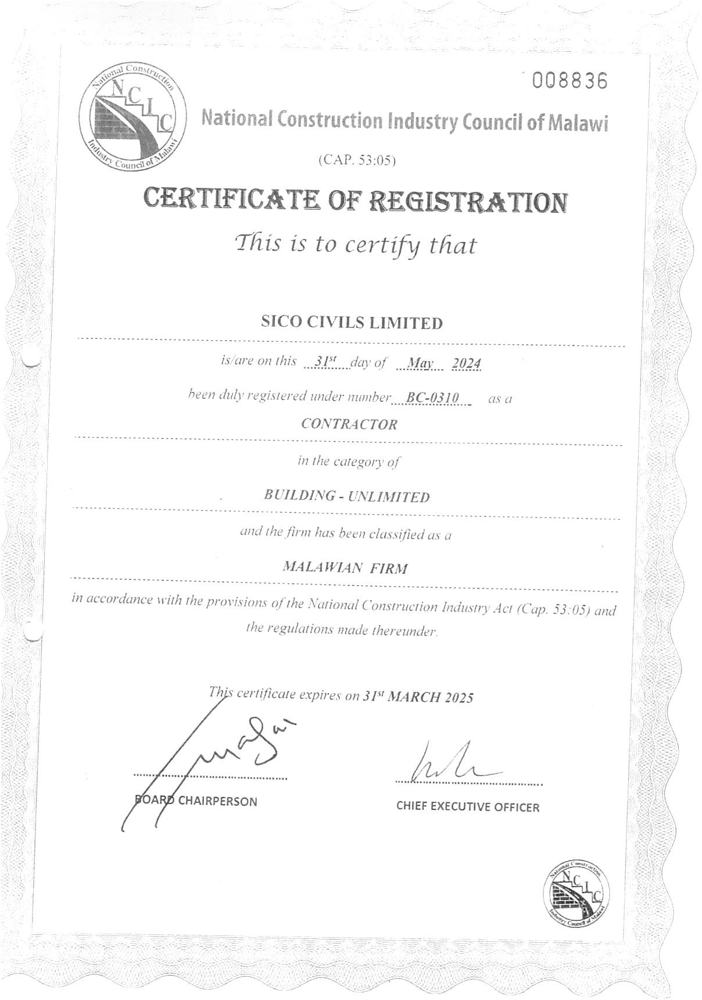 National Construction
NCIC
Industry Council of Malawi
008836
National Construction Industry Council of Malawi
(CAP. 53:05)
CERTIFICATE OF REGISTRATION
This is to certify that
SICO CIVILS LIMITED
is/are on this 31st day of May 2024
been duly registered under number BC-0310 as a
CONTRACTOR
in the category of
BUILDING - UNLIMITED
and the firm has been classified as a
MALAWIAN FIRM
in accordance with the provisions of the National Construction Industry Act (Cap. 53:05) and
the regulations made thereunder.
This certificate expires on 31st MARCH 2025
BOARD CHAIRPERSON
CHIEF EXECUTIVE OFFICER
National Construction
NCIC
Industry Council of Malawi